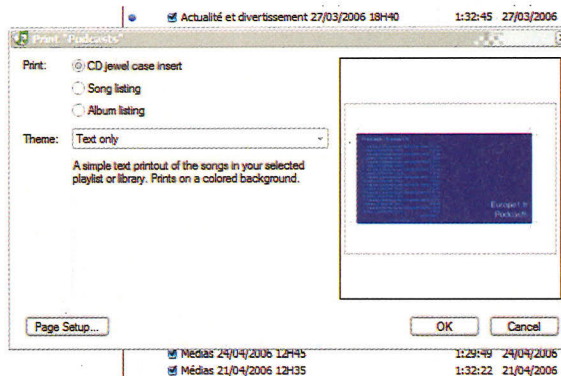 Actualité et divertissement 27/03/2006 18H40 1:32:45 27/03/2006
Print "Podcasts"
Print: CD jewel case insert
Song listing
Album listing
Theme: Text only
A simple text printout of the songs in your selected
playlist or library. Prints on a colored background.
Podcasts
Page Setup... OK Cancel
Médias 24/04/2006 12H45 1:29:49 24/04/2006
Médias 21/04/2006 12H35 1:32:22 21/04/2006